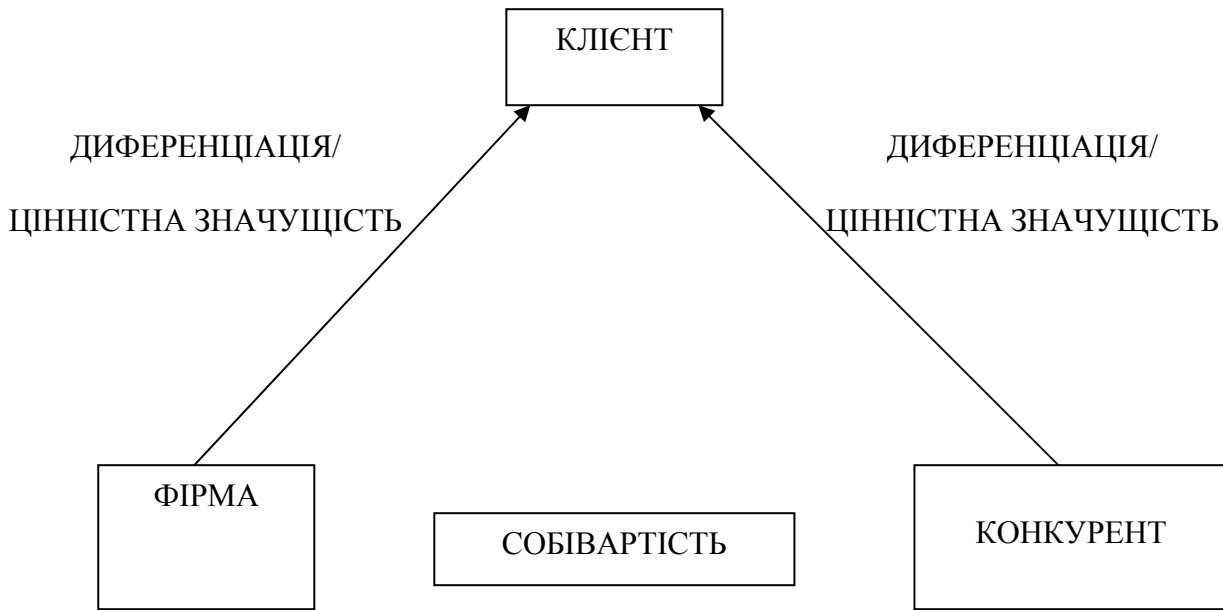 КЛІЄНТ
ДИФЕРЕНЦІАЦІЯ/
ЦІННІСТНА ЗНАЧУЩІСТЬ
ДИФЕРЕНЦІАЦІЯ/
ЦІННІСТНА ЗНАЧУЩІСТЬ
ФІРМА
СОБІВАРТІСТЬ
КОНКУРЕНТ